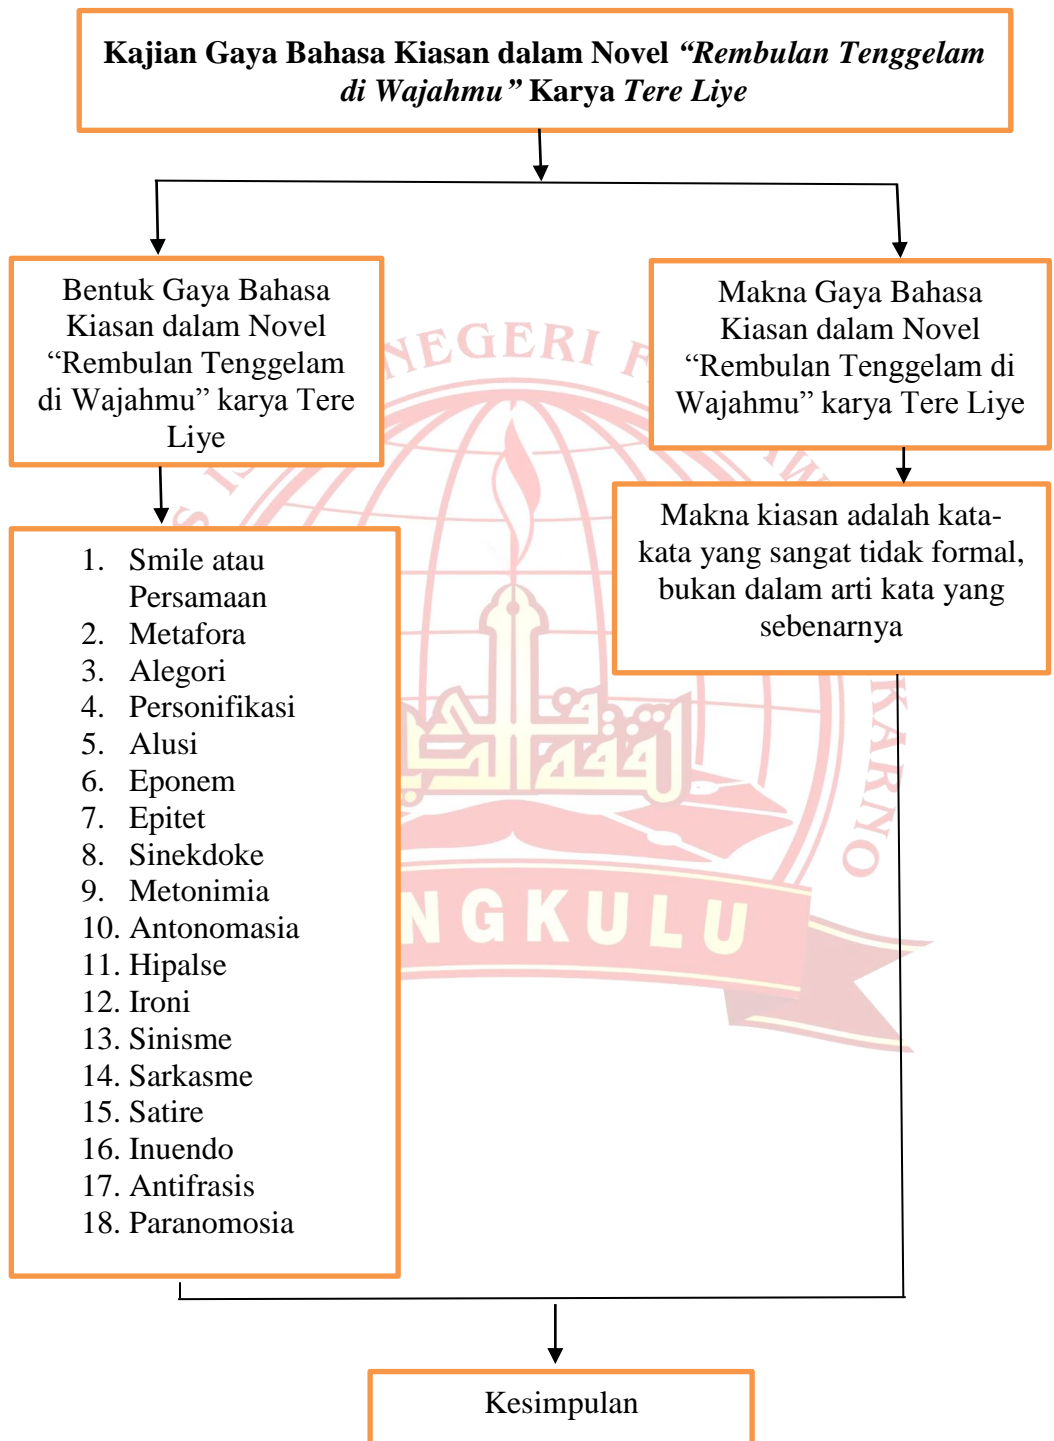 Kajian Gaya Bahasa Kiasan dalam Novel “Rembulan Tenggelam
di Wajahmu” Karya Tere Liye
Bentuk Gaya Bahasa
Kiasan dalam Novel
“Rembulan Tenggelam
di Wajahmu” karya Tere
Liye
Makna Gaya Bahasa
Kiasan dalam Novel
“Rembulan Tenggelam di
Wajahmu” karya Tere Liye
Makna kiasan adalah kata-
kata yang sangat tidak formal,
bukan dalam arti kata yang
sebenarnya
1. Smile atau
Persamaan
2. Metafora
3. Alegori
4. Personifikasi
5. Alusi
6. Eponem
7. Epitet
8. Sinekdoke
9. Metonimia
10. Antonomasia
11. Hipalse
12. Ironi
13. Sinisme
14. Sarkasme
15. Satire
16. Inuendo
17. Antifrasis
18. Paranomosia
Kesimpulan
NEGERI
KARNO
NGKULU